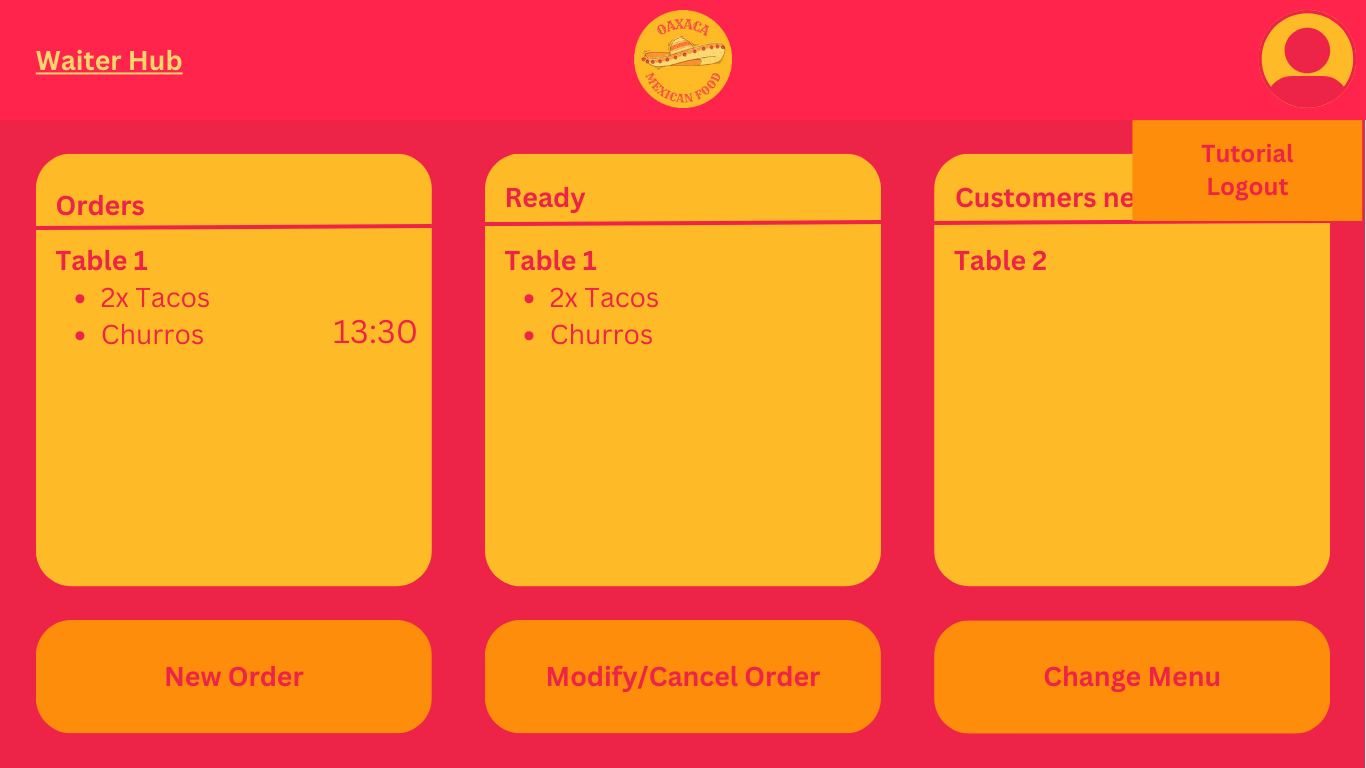 Waiter Hub
OAXACA
MEXICAN FOOD
Tutorial
Logout
Orders
Table 1
• 2x Tacos
• Churros
13:30
Ready
Table 1
• 2x Tacos
• Churros
Customers ne
Table 2
New Order
Modify/Cancel Order
Change Menu